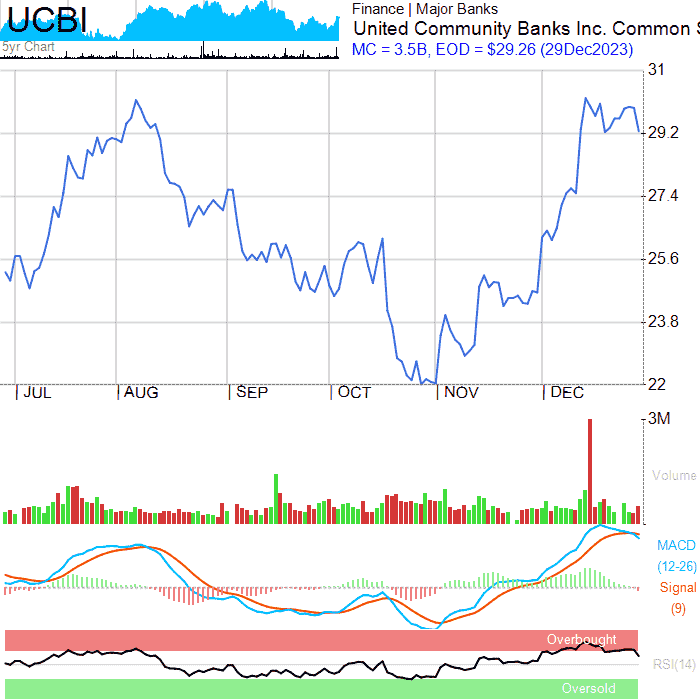 UCBI
5yr Chart
Finance | Major Banks
United Community Banks Inc. Common S
MC = 3.5B, EOD = $29.26 (29Dec2023)
31
29.2
27.4
25.6
23.8
22
JUL AUG SEP OCT NOV DEC
3M
Volume
MACD
(12-26)
Signal
(9)
Overbought
RSI(14)
Oversold